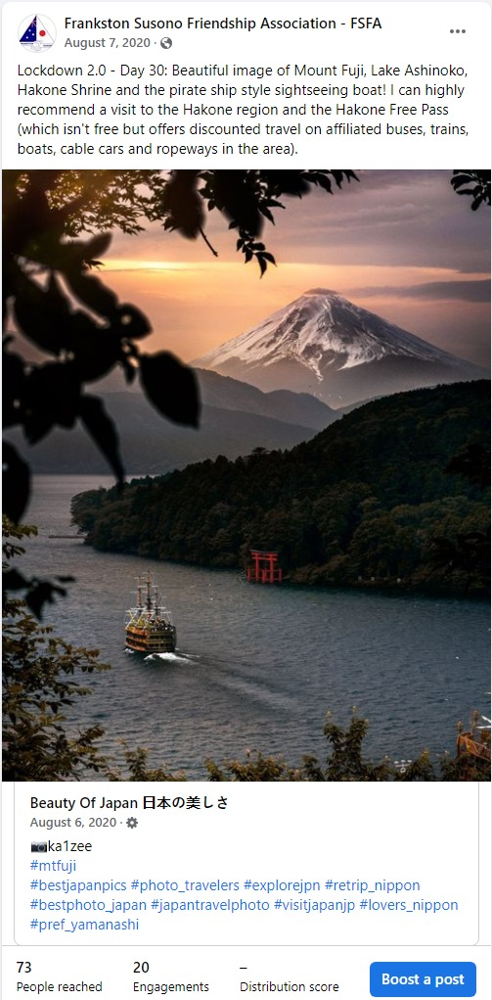 Frankston Susono Friendship Association - FSFA
August 7, 2020 ·
Lockdown 2.0 - Day 30: Beautiful image of Mount Fuji, Lake Ashinoko,
Hakone Shrine and the pirate ship style sightseeing boat! I can highly
recommend a visit to the Hakone region and the Hakone Free Pass
(which isn't free but offers discounted travel on affiliated buses, trains,
boats, cable cars and ropeways in the area).
Beauty Of Japan 日本の美しさ
August 6, 2020 ·
📷ka1zee
#mtfuji
#bestjapanpics #photo_travelers #explorejpn #retrip_nippon
#bestphoto_japan #japantravelphoto #visitjapanjp #lovers_nippon
#pref_yamanashi
73 20 –
People reached Engagements Distribution score
Boost a post